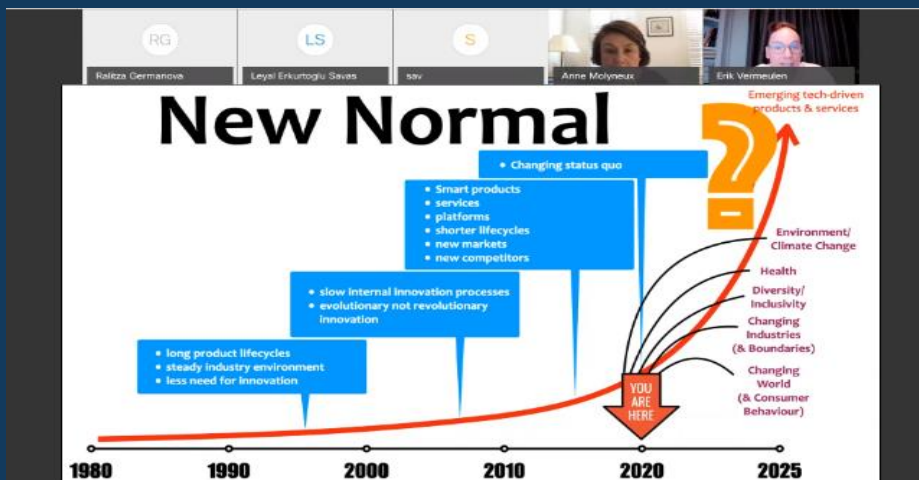 RG
LS
S
Ralitza Germanova
Leyal Erkurtoglu Savas
sav
Anne Molyneux
Erik Vermeulen
New Normal
Emerging tech-driven
products & services
?
• Changing status quo
• Smart products
• services
• platforms
• shorter lifecycles
• new markets
• new competitors
• slow internal innovation processes
• evolutionary not revolutionary
innovation
• long product lifecycles
• steady industry environment
• less need for innovation
Environment/
Climate Change
Health
Diversity/
Inclusivity
Changing
Industries
(& Boundaries)
Changing
World
(& Consumer
Behaviour)
YOU
ARE
HERE
1980
1990
2000
2010
2020
2025